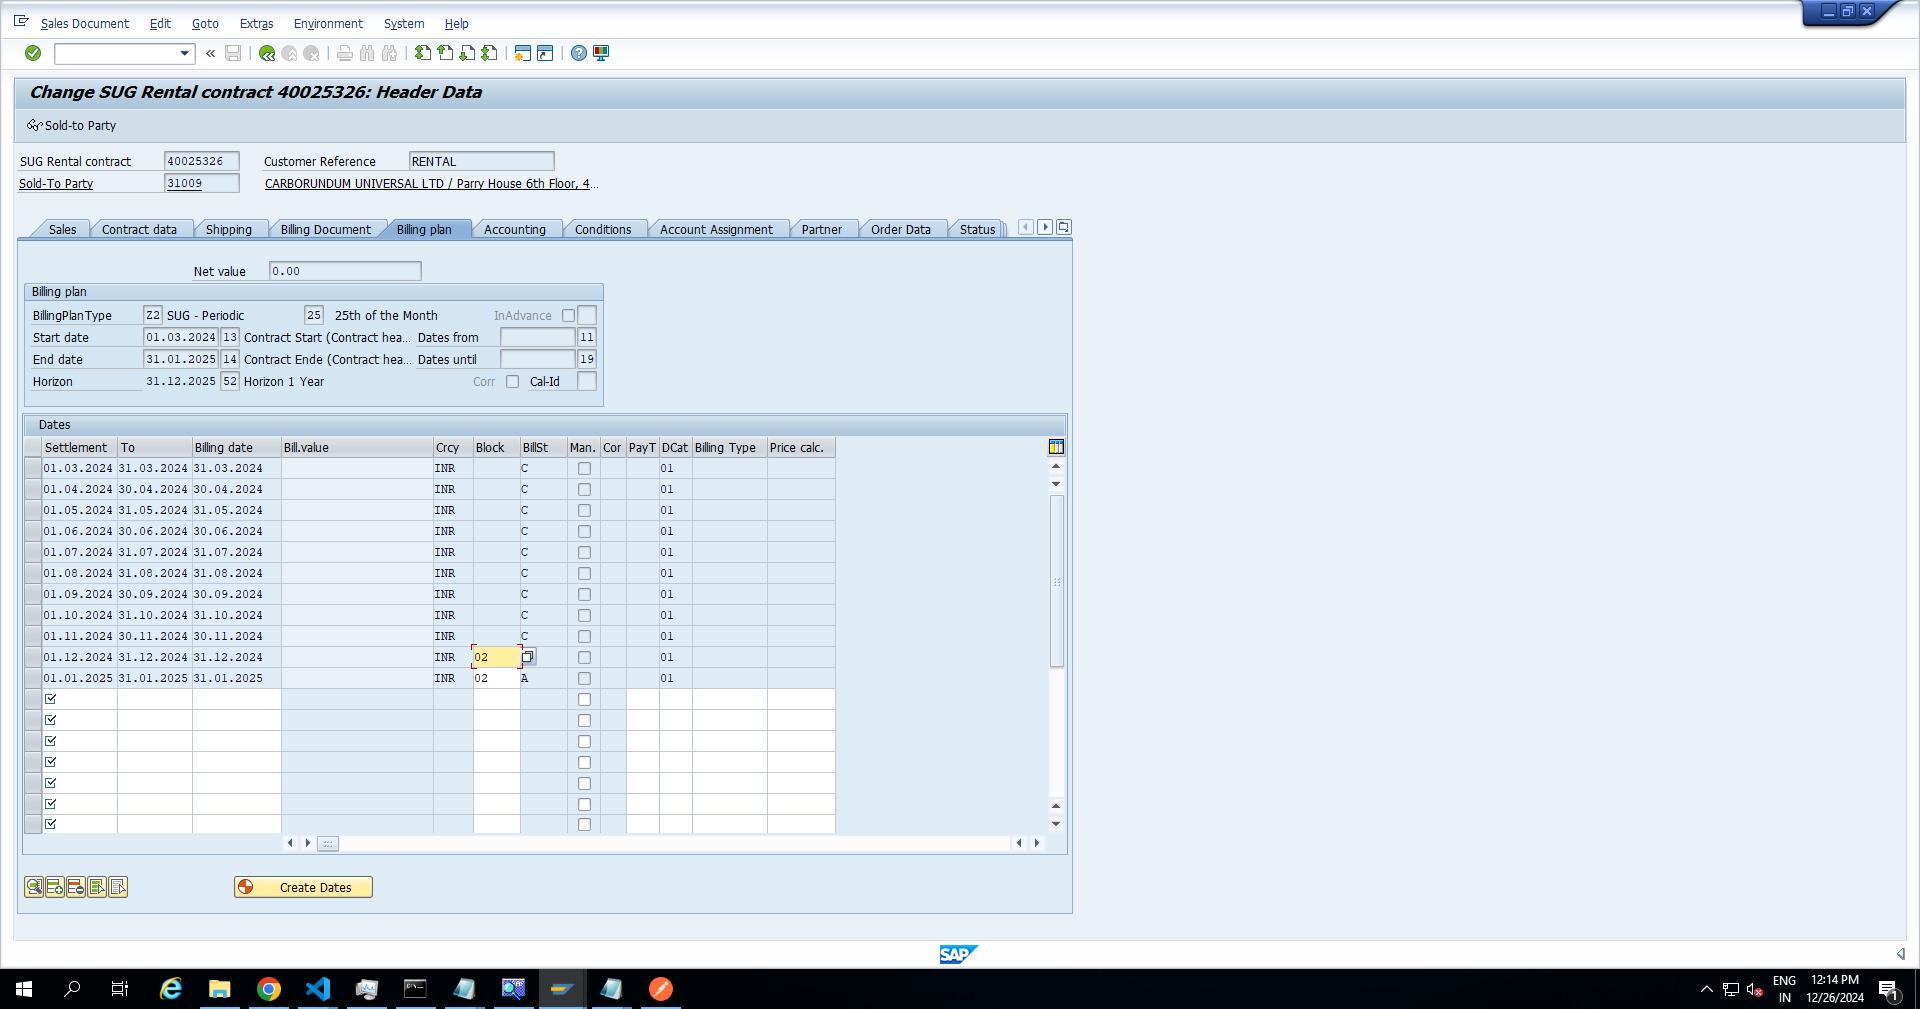 Sales Document Edit Goto Extras Environment System Help
Change SUG Rental contract 40025326: Header Data
Sold-to Party
SUG Rental contract 40025326 Customer Reference RENTAL
Sold-To Party 31009 CARBORUNDUM UNIVERSAL LTD / Parry House 6th Floor, 4...
Sales Contract data Shipping Billing Document Billing plan Accounting Conditions Account Assignment Partner Order Data Status
Net value 0.00
Billing plan
BillingPlanType Z2 SUG - Periodic 25 25th of the Month InAdvance
Start date 01.03.2024 13 Contract Start (Contract hea... Dates from 11
End date 31.01.2025 14 Contract Ende (Contract hea... Dates until 19
Horizon 31.12.2025 52 Horizon 1 Year Corr Cal-Id
Dates
Settlement To Billing date Bill.value Crcy Block BillSt Man. Cor PayT DCat Billing Type Price calc.
01.03.2024 31.03.2024 31.03.2024 INR C 01
01.04.2024 30.04.2024 30.04.2024 INR C 01
01.05.2024 31.05.2024 31.05.2024 INR C 01
01.06.2024 30.06.2024 30.06.2024 INR C 01
01.07.2024 31.07.2024 31.07.2024 INR C 01
01.08.2024 31.08.2024 31.08.2024 INR C 01
01.09.2024 30.09.2024 30.09.2024 INR C 01
01.10.2024 31.10.2024 31.10.2024 INR C 01
01.11.2024 30.11.2024 30.11.2024 INR C 01
01.12.2024 31.12.2024 31.12.2024 INR 02 01
01.01.2025 31.01.2025 31.01.2025 INR 02 A 01
Create Dates
SAP
ENG 12:14 PM
IN 12/26/2024 1